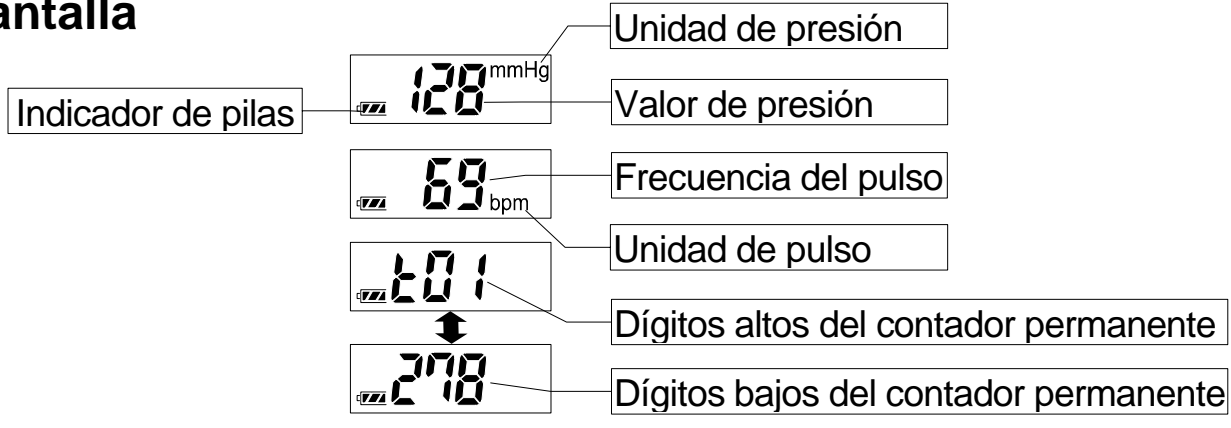 antalla
Unidad de presión
128 mmHg
Indicador de pilas
Valor de presión
69 bpm
Frecuencia del pulso
Unidad de pulso
t01
Dígitos altos del contador permanente
278
Dígitos bajos del contador permanente